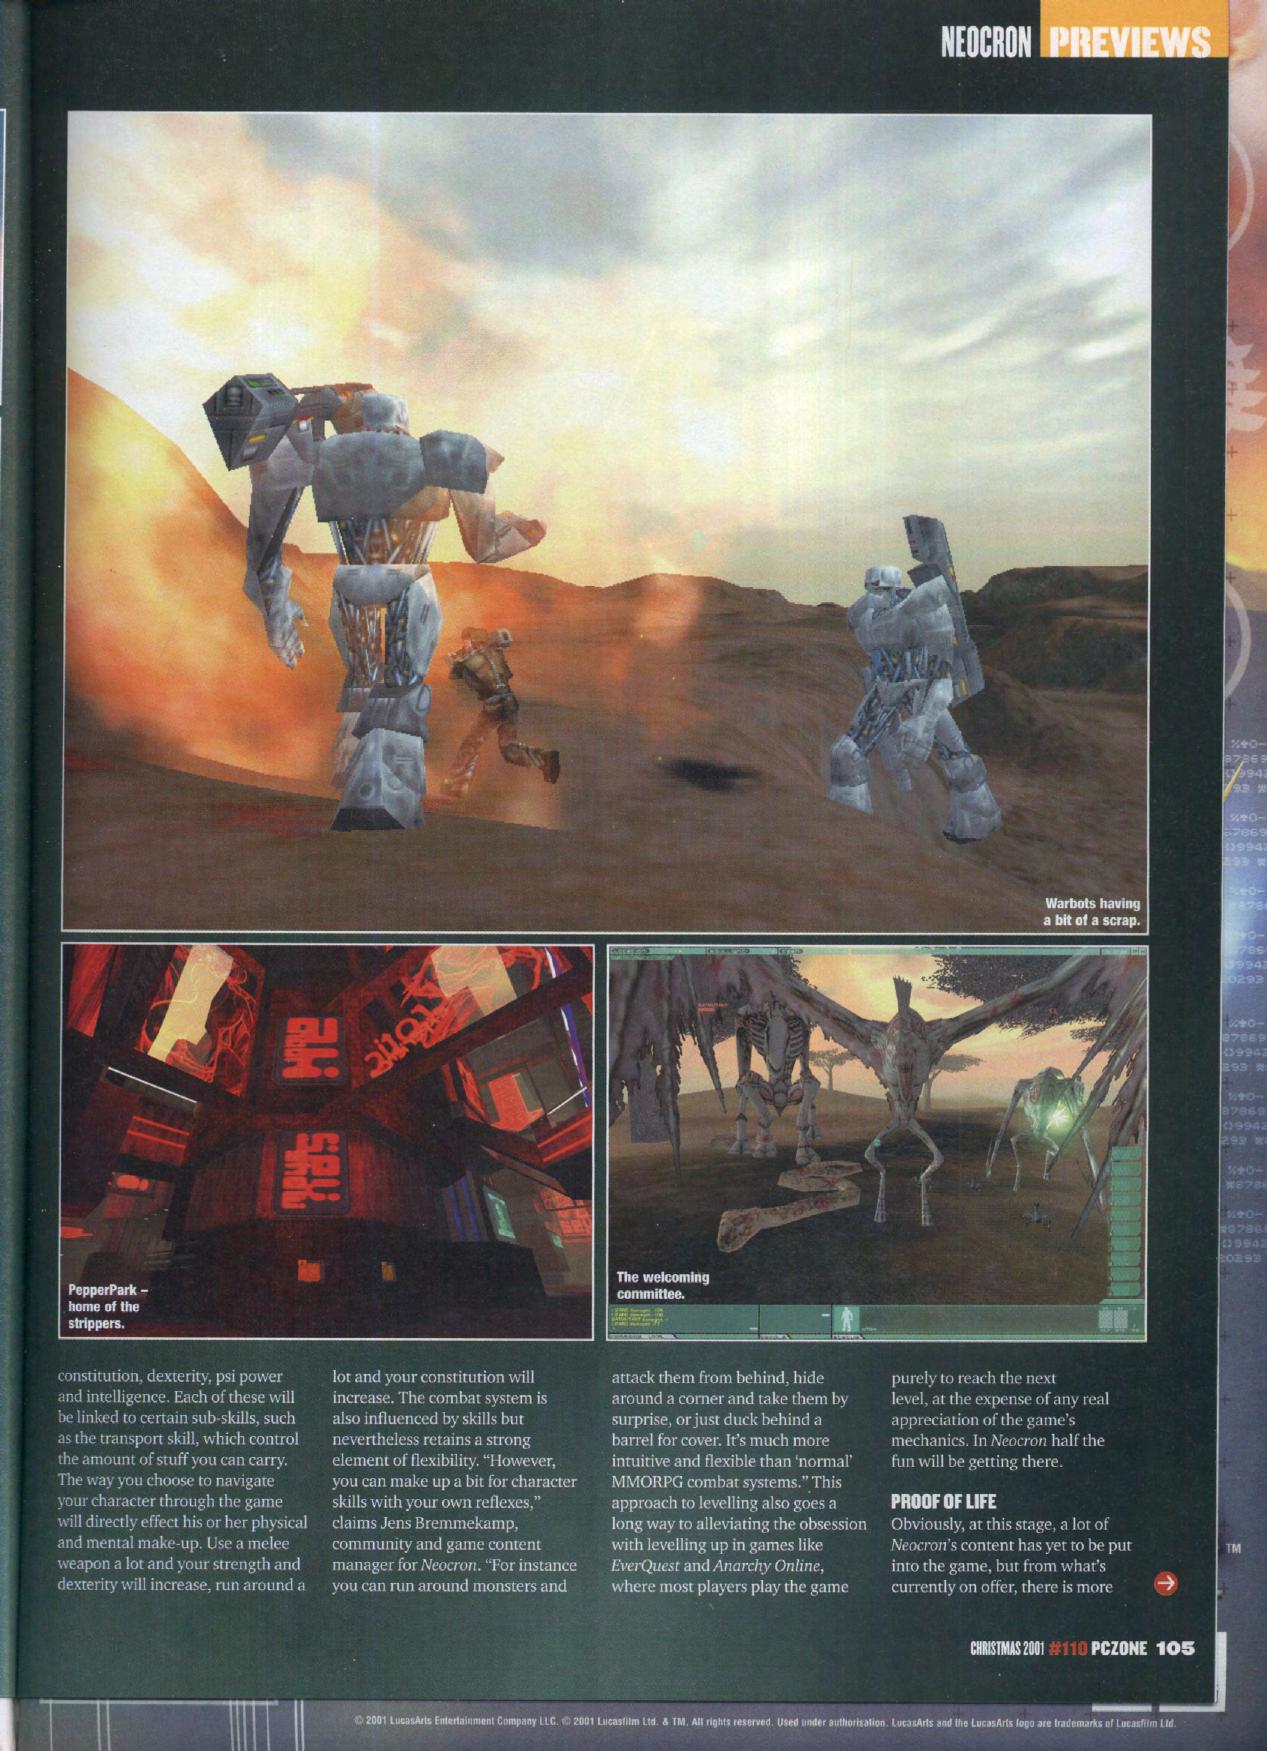 NEOCRON PREVIEWS
Warbots having
a bit of a scrap.
PepperPark –
home of the
strippers.
The welcoming
committee.
constitution, dexterity, psi power
and intelligence. Each of these will
be linked to certain sub-skills, such
as the transport skill, which control
the amount of stuff you can carry.
The way you choose to navigate
your character through the game
will directly effect his or her physical
and mental make-up. Use a melee
weapon a lot and your strength and
dexterity will increase, run around a
lot and your constitution will
increase. The combat system is
also influenced by skills but
nevertheless retains a strong
element of flexibility. “However,
you can make up a bit for character
skills with your own reflexes,”
claims Jens Bremmekamp,
community and game content
manager for Neocron. “For instance
you can run around monsters and
attack them from behind, hide
around a corner and take them by
surprise, or just duck behind a
barrel for cover. It’s much more
intuitive and flexible than ‘normal’
MMORPG combat systems.” This
approach to levelling also goes a
long way to alleviating the obsession
with levelling up in games like
EverQuest and Anarchy Online,
where most players play the game
purely to reach the next
level, at the expense of any real
appreciation of the game’s
mechanics. In Neocron half the
fun will be getting there.
PROOF OF LIFE
Obviously, at this stage, a lot of
Neocron’s content has yet to be put
into the game, but from what’s
currently on offer, there is more
TM
CHRISTMAS 2001 #110 PCZONE 105
© 2001 LucasArts Entertainment Company LLC. © 2001 Lucasfilm Ltd. & TM. All rights reserved. Used under authorisation. LucasArts and the LucasArts logo are trademarks of Lucasfilm Ltd.